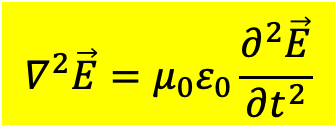 ∇²E⃗ = μ₀ε₀ ∂²E⃗/∂t²